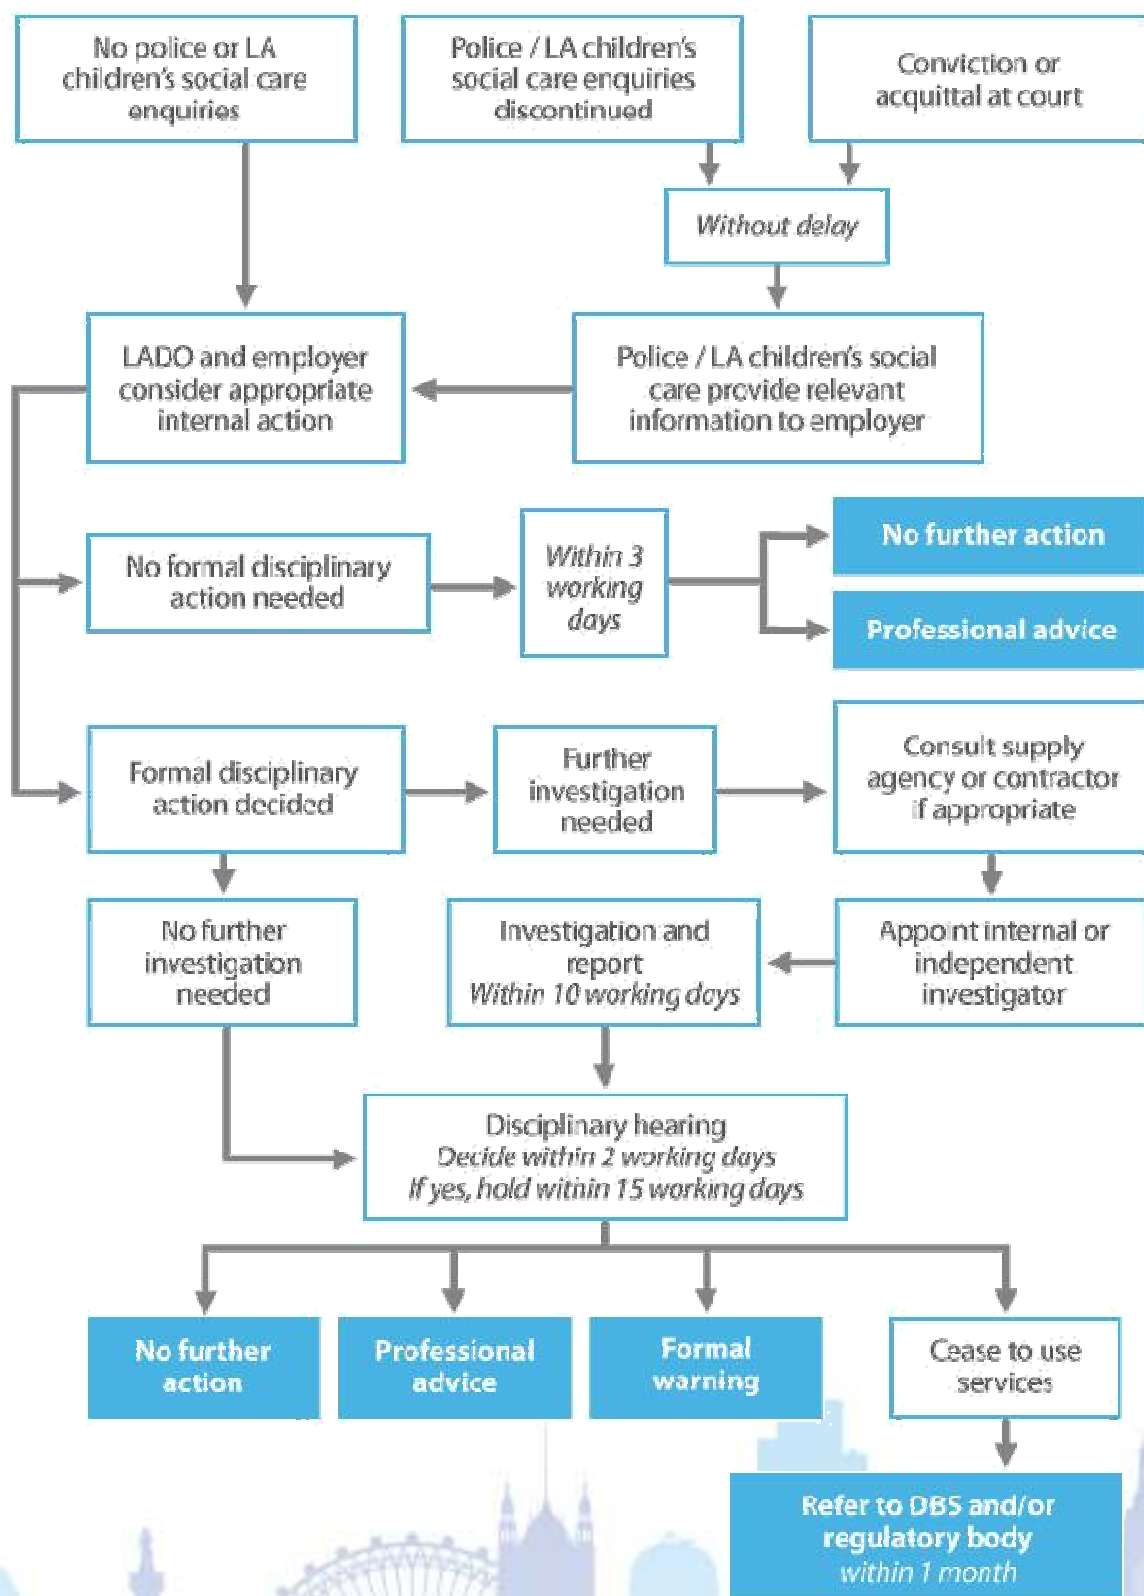 No police or LA
children's social care
enquiries
Police / LA children's
social care enquiries
discontinued
Conviction or
acquittal at court
Without delay
LADO and employer
consider appropriate
internal action
Police / LA children's social
care provide relevant
information to employer
No formal disciplinary
action needed
Within 3
working
days
No further action
Professional advice
Formal disciplinary
action decided
Further
investigation
needed
Consult supply
agency or contractor
if appropriate
No further
investigation
needed
Investigation and
report
Within 10 working days
Appoint internal or
independent
investigator
Disciplinary hearing
Decide within 2 working days
If yes, hold within 15 working days
No further
action
Professional
advice
Formal
warning
Cease to use
services
Refer to DBS and/or
regulatory body
within 1 month